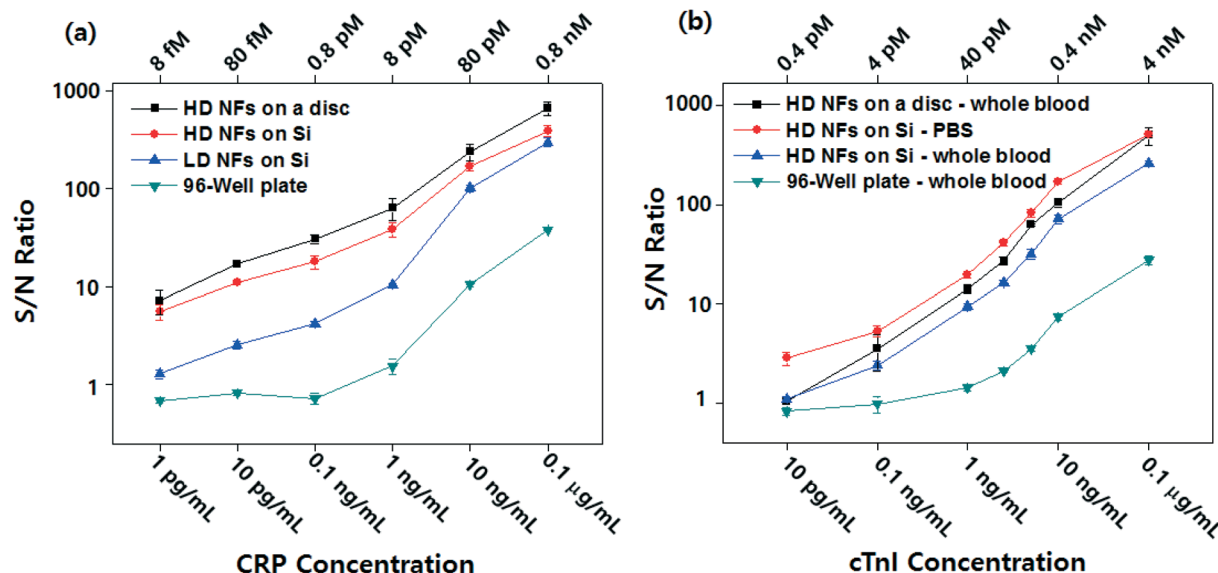 (a)
8 fM
80 fM
0.8 pM
8 pM
80 pM
0.8 nM
1000
100
10
1
S/N Ratio
HD NFs on a disc
HD NFs on Si
LD NFs on Si
96-Well plate
1 pg/mL
10 pg/mL
0.1 ng/mL
1 ng/mL
10 ng/mL
0.1 µg/mL
CRP Concentration
(b)
0.4 pM
4 pM
40 pM
0.4 nM
4 nM
1000
100
10
1
S/N Ratio
HD NFs on a disc - whole blood
HD NFs on Si - PBS
HD NFs on Si - whole blood
96-Well plate - whole blood
10 pg/mL
0.1 ng/mL
1 ng/mL
10 ng/mL
0.1 µg/mL
cTnI Concentration